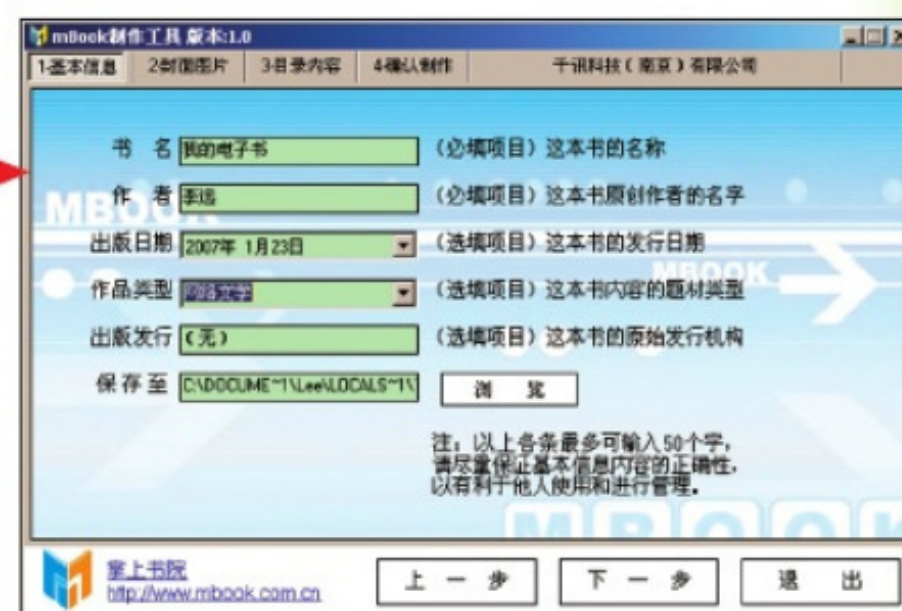 mBook制作工具 版本:1.0
1-基本信息 2-封面图片 3-目录内容 4-确认制作 千讯科技（南京）有限公司
书 名 我的电子书 （必填项目）这本书的名称
作 者 李远 （必填项目）这本书原创作者的名字
出版日期 2007年 1月23日 （选填项目）这本书的发行日期
作品类型 网络文学 （选填项目）这本书内容的题材类型
出版发行 （无） （选填项目）这本书的原始发行机构
保存至 C:\DOCUME~1\Lee\LOCALS~1\ 浏 览
注：以上各条最多可输入50个字，
请尽量保证基本信息内容的正确性，
以有利于他人使用和进行管理。
MBOOK
MBOOK
MBOOK
掌上书院
http://www.mbook.com.cn
上 一 步 下 一 步 退 出